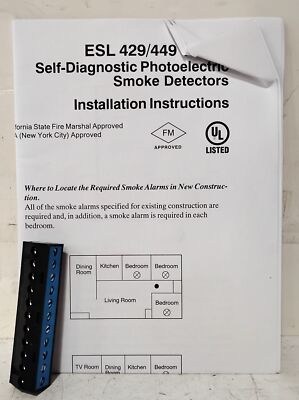 ESL 429/449
Self-Diagnostic Photoelectric
Smoke Detectors
Installation Instructions
ifornia State Fire Marshal Approved
A (New York City) Approved
FM
APPROVED
UL
LISTED
Where to Locate the Required Smoke Alarms in New Construc-
tion.
All of the smoke alarms specified for existing construction are
required and, in addition, a smoke alarm is required in each
bedroom.
Dining
Room
Kitchen
Bedroom
Bedroom
Living Room
Bedroom
TV Room
Dining
Room
Kitchen
Bedroom